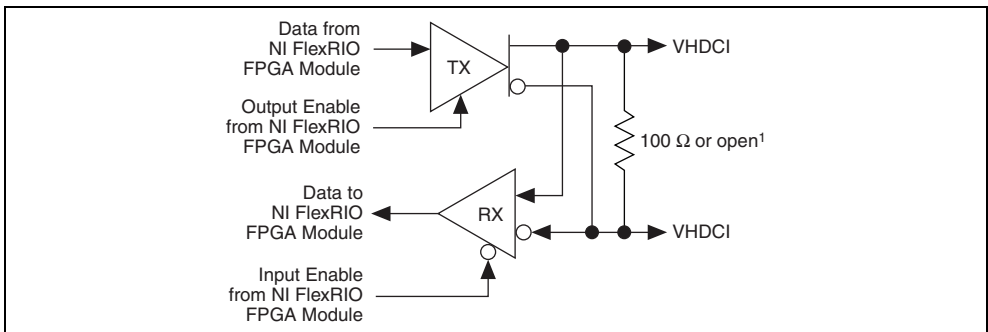 Data from
NI FlexRIO
FPGA Module
TX
VHDCI
Output Enable
from NI FlexRIO
FPGA Module
100 Ω or open¹
Data to
NI FlexRIO
FPGA Module
RX
VHDCI
Input Enable
from NI FlexRIO
FPGA Module